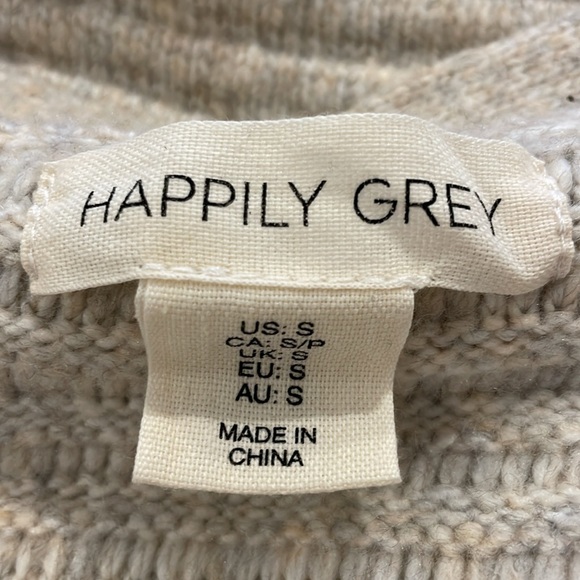 HAPPILY GREY
US: S
CA: S/P
UK: S
EU: S
AU: S
MADE IN
CHINA